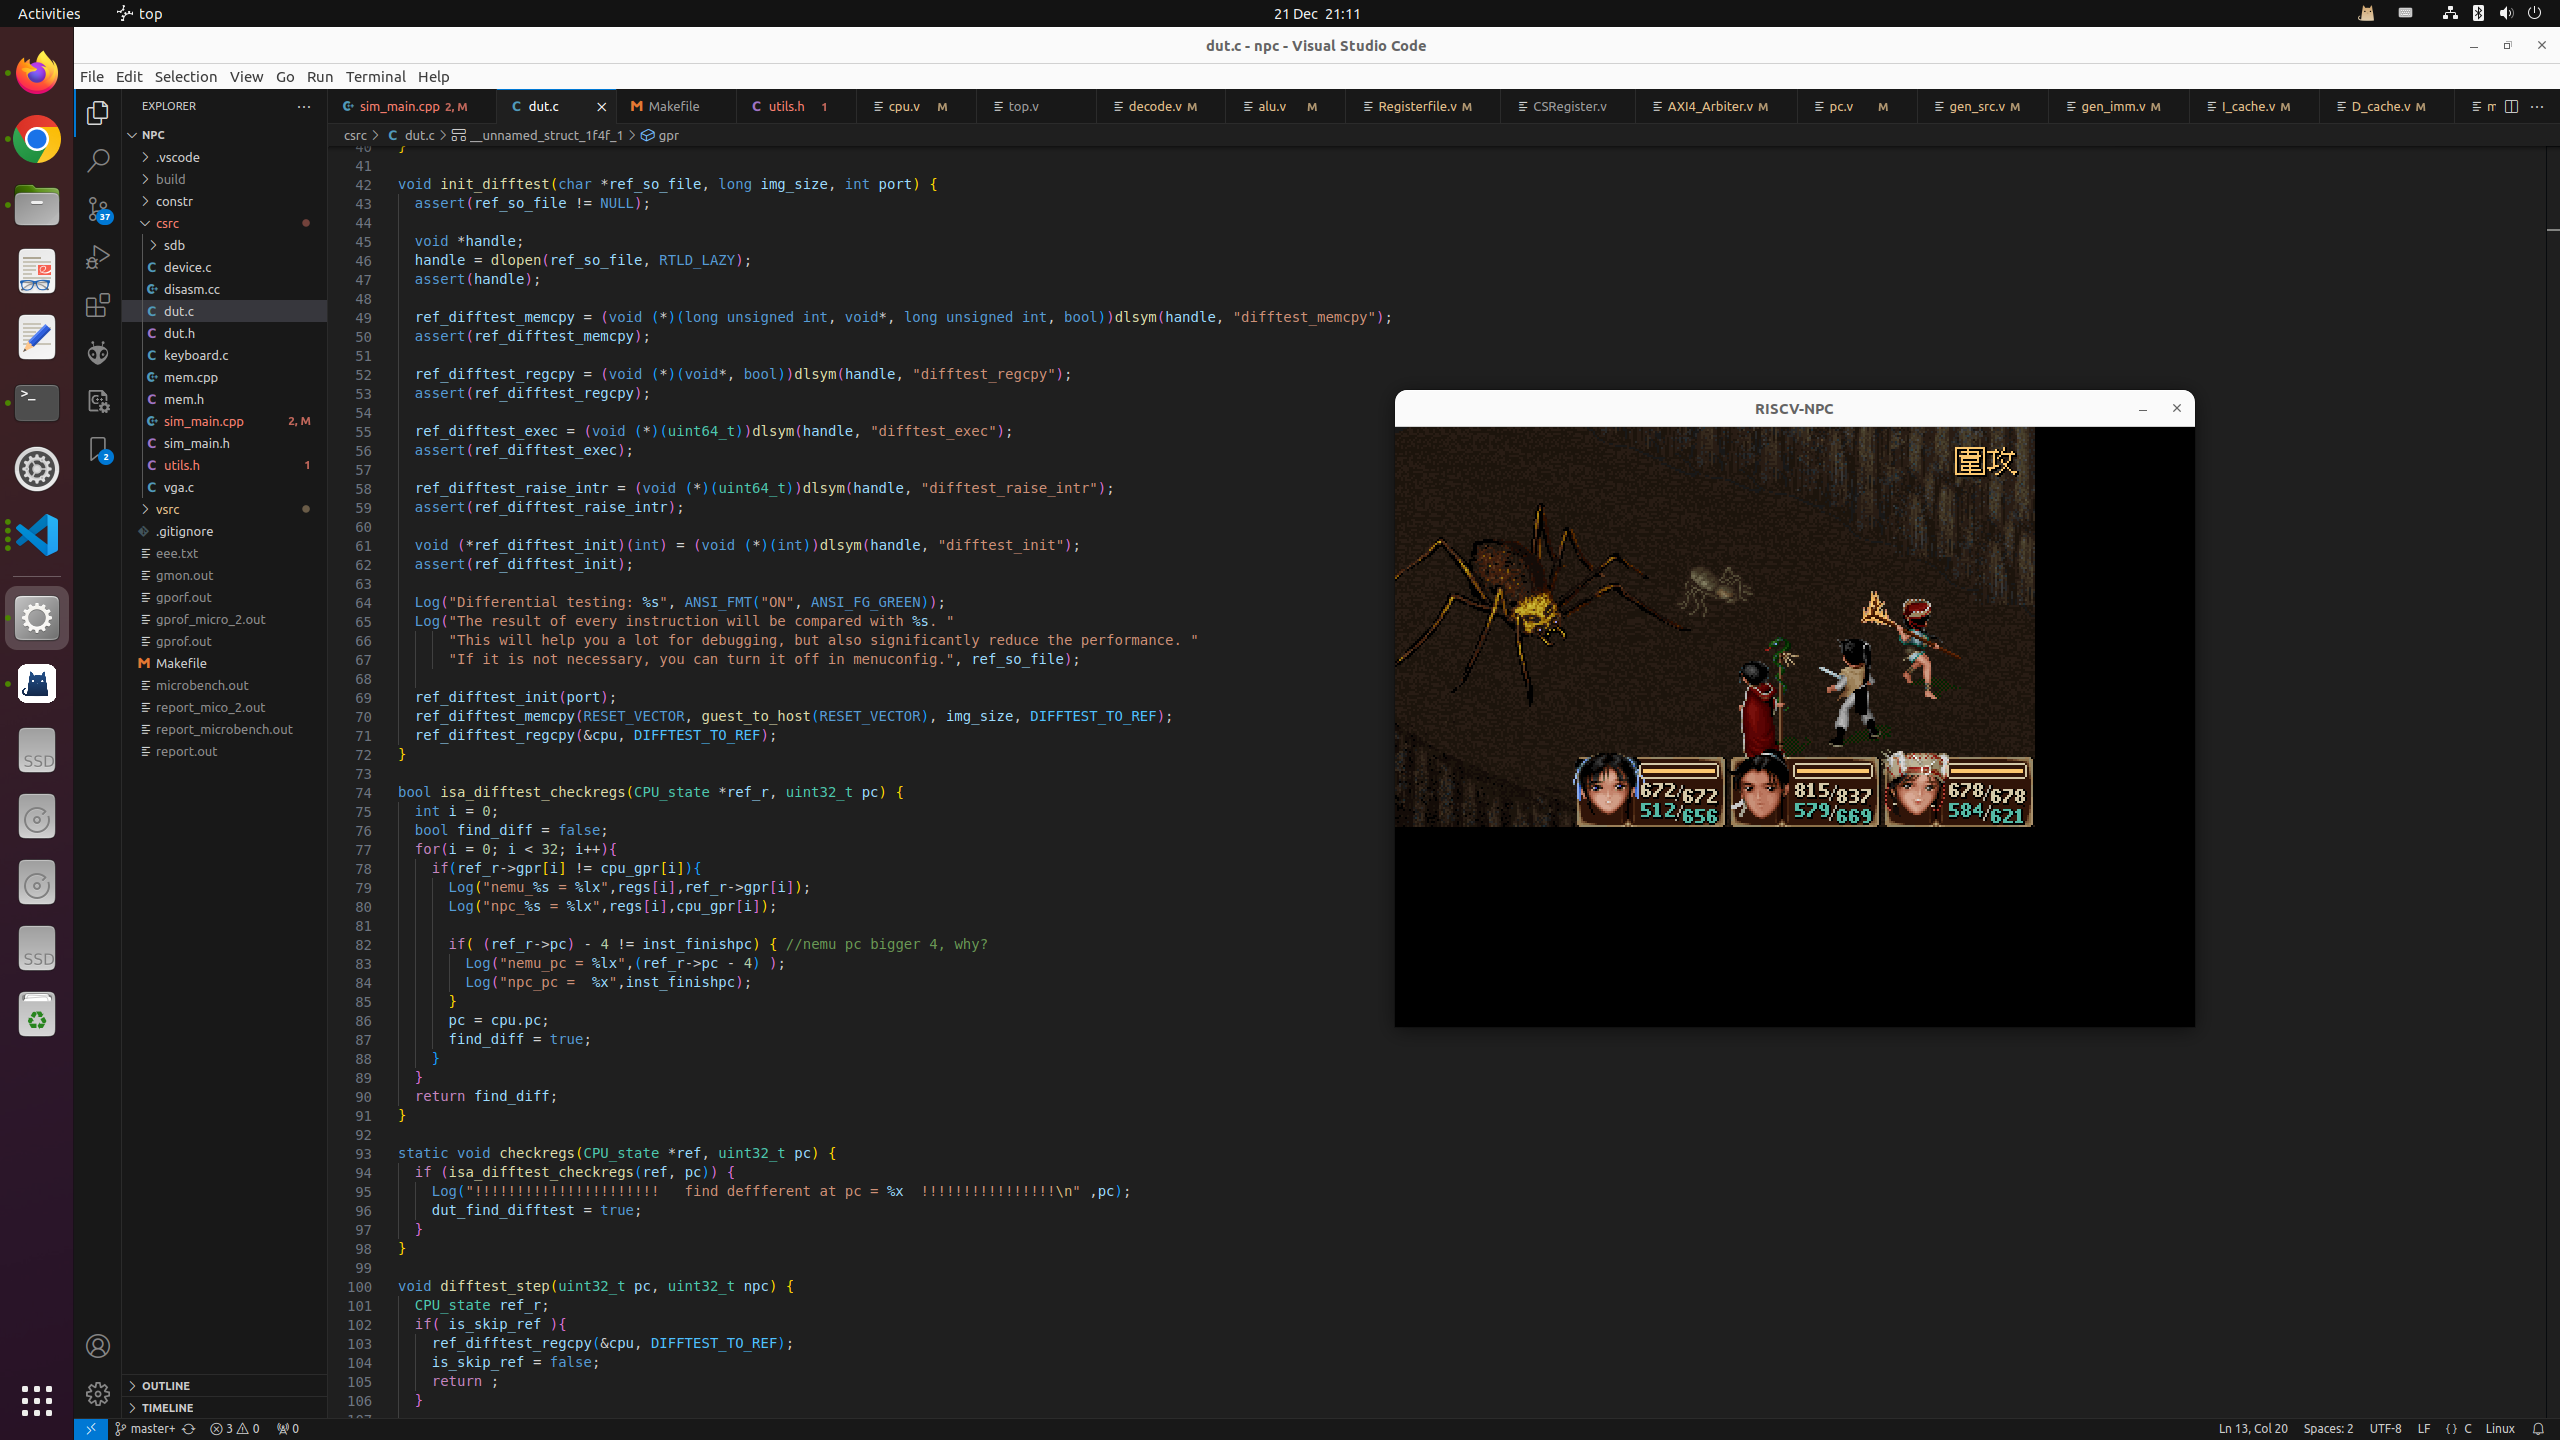 Activities
top
21 Dec 21:11
dut.c - npc - Visual Studio Code
File Edit Selection View Go Run Terminal Help
EXPLORER
sim_main.cpp 2, M
dut.c
Makefile
utils.h 1
cpu.v M
top.v
decode.v M
alu.v M
Registerfile.v M
CSRegister.v
AXI4_Arbiter.v M
pc.v M
gen_src.v M
gen_imm.v M
I_cache.v M
D_cache.v M
csrc > C dut.c > __unnamed_struct_1f4f_1 > gpr
NPC
.vscode
build
constr
csrc
sdb
device.c
disasm.cc
dut.c
dut.h
keyboard.c
mem.cpp
mem.h
sim_main.cpp 2, M
sim_main.h
utils.h 1
vga.c
vsrc
.gitignore
eee.txt
gmon.out
gporf.out
gprof_micro_2.out
gprof.out
Makefile
microbench.out
report_mico_2.out
report_microbench.out
report.out
OUTLINE
TIMELINE
37
2
SSD
SSD
40 }
41
42 void init_difftest(char *ref_so_file, long img_size, int port) {
43 assert(ref_so_file != NULL);
44
45 void *handle;
46 handle = dlopen(ref_so_file, RTLD_LAZY);
47 assert(handle);
48
49 ref_difftest_memcpy = (void (*)(long unsigned int, void*, long unsigned int, bool))dlsym(handle, "difftest_memcpy");
50 assert(ref_difftest_memcpy);
51
52 ref_difftest_regcpy = (void (*)(void*, bool))dlsym(handle, "difftest_regcpy");
53 assert(ref_difftest_regcpy);
54
55 ref_difftest_exec = (void (*)(uint64_t))dlsym(handle, "difftest_exec");
56 assert(ref_difftest_exec);
57
58 ref_difftest_raise_intr = (void (*)(uint64_t))dlsym(handle, "difftest_raise_intr");
59 assert(ref_difftest_raise_intr);
60
61 void (*ref_difftest_init)(int) = (void (*)(int))dlsym(handle, "difftest_init");
62 assert(ref_difftest_init);
63
64 Log("Differential testing: %s", ANSI_FMT("ON", ANSI_FG_GREEN));
65 Log("The result of every instruction will be compared with %s. "
66 "This will help you a lot for debugging, but also significantly reduce the performance. "
67 "If it is not necessary, you can turn it off in menuconfig.", ref_so_file);
68
69 ref_difftest_init(port);
70 ref_difftest_memcpy(RESET_VECTOR, guest_to_host(RESET_VECTOR), img_size, DIFFTEST_TO_REF);
71 ref_difftest_regcpy(&cpu, DIFFTEST_TO_REF);
72 }
73
74 bool isa_difftest_checkregs(CPU_state *ref_r, uint32_t pc) {
75 int i = 0;
76 bool find_diff = false;
77 for(i = 0; i < 32; i++){
78 if(ref_r->gpr[i] != cpu_gpr[i]){
79 Log("nemu_%s = %lx",regs[i],ref_r->gpr[i]);
80 Log("npc_%s = %lx",regs[i],cpu_gpr[i]);
81
82 if( (ref_r->pc) - 4 != inst_finishpc) { //nemu pc bigger 4, why?
83 Log("nemu_pc = %lx",(ref_r->pc - 4) );
84 Log("npc_pc =  %x",inst_finishpc);
85 }
86 pc = cpu.pc;
87 find_diff = true;
88 }
89 }
90 return find_diff;
91 }
92
93 static void checkregs(CPU_state *ref, uint32_t pc) {
94 if (isa_difftest_checkregs(ref, pc)) {
95 Log("!!!!!!!!!!!!!!!!!!!!!!   find deffferent at pc = %x  !!!!!!!!!!!!!!!!\n" ,pc);
96 dut_find_difftest = true;
97 }
98 }
99
100 void difftest_step(uint32_t pc, uint32_t npc) {
101 CPU_state ref_r;
102 if( is_skip_ref ){
103 ref_difftest_regcpy(&cpu, DIFFTEST_TO_REF);
104 is_skip_ref = false;
105 return ;
106 }
RISCV-NPC
圍攻
672/672 512/656
815/837 579/669
678/678 584/621
master+ 3 0 0
Ln 13, Col 20 Spaces: 2 UTF-8 LF {} C Linux